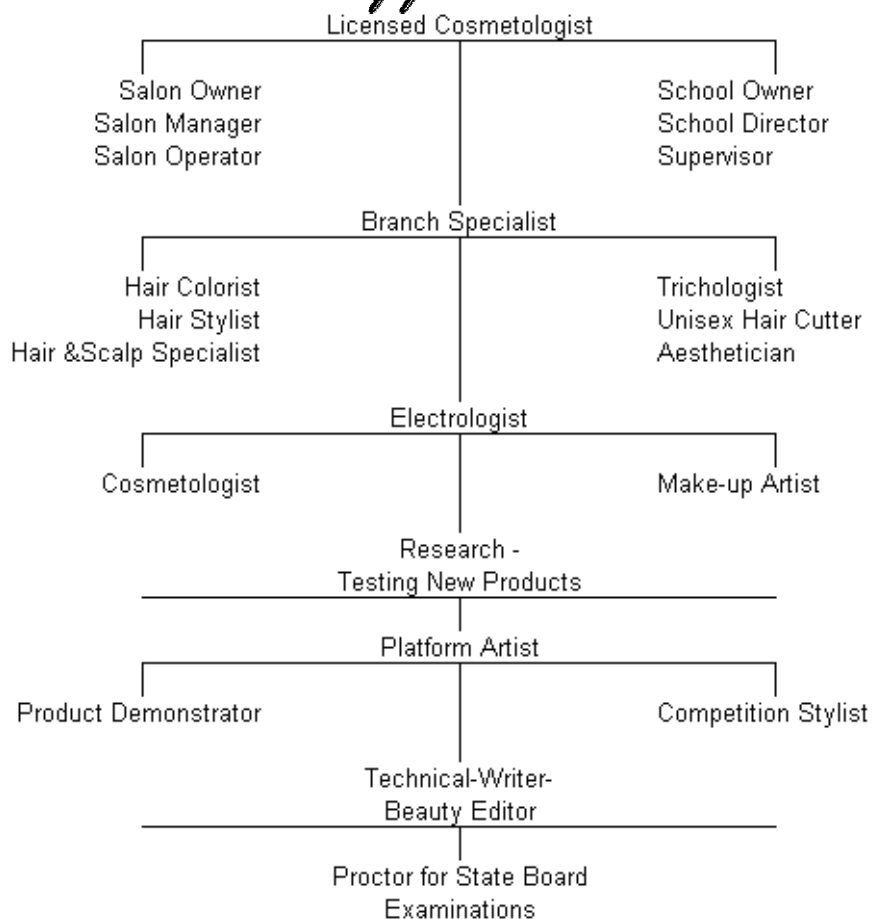 Licensed Cosmetologist
Salon Owner
Salon Manager
Salon Operator
School Owner
School Director
Supervisor
Branch Specialist
Hair Colorist
Hair Stylist
Hair &Scalp Specialist
Trichologist
Unisex Hair Cutter
Aesthetician
Electrologist
Cosmetologist
Make-up Artist
Research -
Testing New Products
Platform Artist
Product Demonstrator
Competition Stylist
Technical-Writer-
Beauty Editor
Proctor for State Board
Examinations